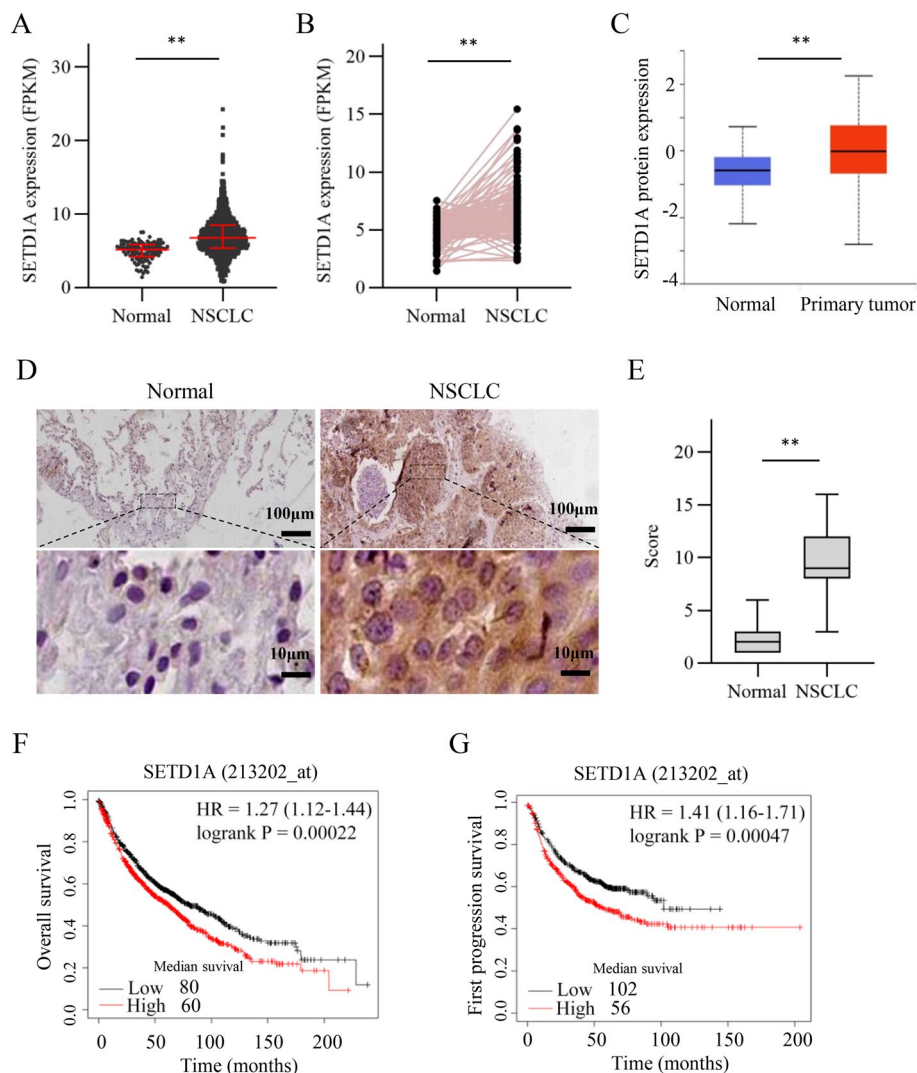 A
**
SETD1A expression (FPKM)
30
20
10
0
Normal
NSCLC
B
**
SETD1A expression (FPKM)
20
15
10
5
0
Normal
NSCLC
C
**
SETD1A protein expression
2
0
-2
-4
Normal
Primary tumor
D
Normal
NSCLC
100μm
100μm
10μm
10μm
E
**
Score
20
15
10
5
0
Normal
NSCLC
F
SETD1A (213202_at)
HR = 1.27 (1.12-1.44)
logrank P = 0.00022
Overall survival
1.0
0.8
0.6
0.4
0.2
0.0
Median suvival
Low 80
High 60
0 50 100 150 200
Time (months)
G
SETD1A (213202_at)
HR = 1.41 (1.16-1.71)
logrank P = 0.00047
First progression survival
1.0
0.8
0.6
0.4
0.2
0.0
Median suvival
Low 102
High 56
0 50 100 150 200
Time (months)